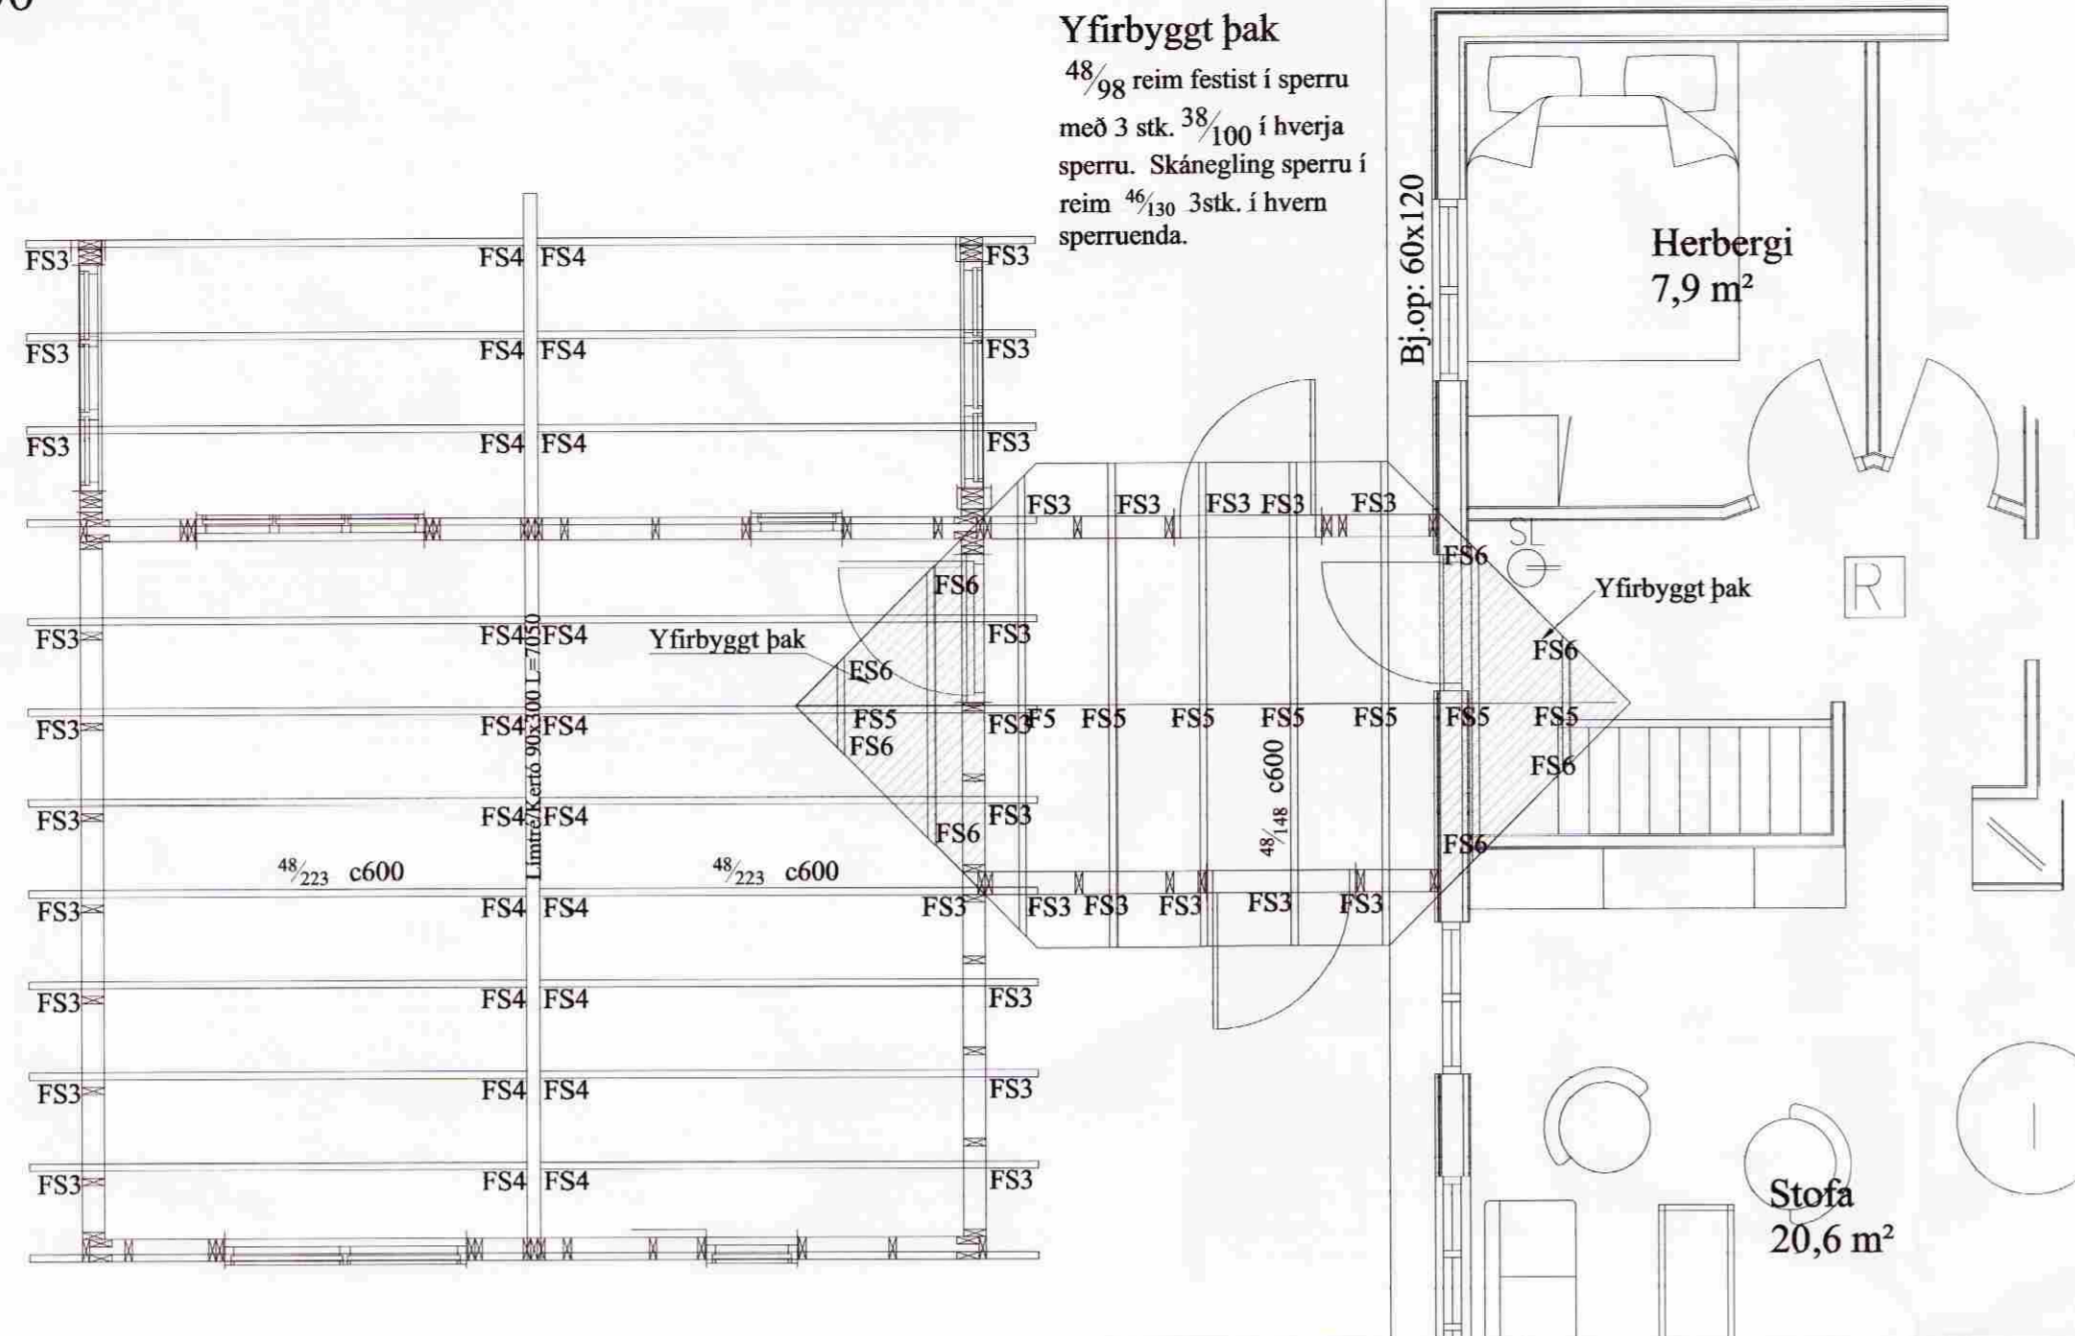 Yfirbyggt þak
48/98 reim festist í sperru
með 3 stk. 38/100 í hverja
sperru. Skánegling sperru í
reim 46/130 3stk. í hvern
sperruenda.
Bj.op: 60x120
Herbergi
7,9 m²
FS3 FS4 FS4 FS3
FS3 FS4 FS4 FS3
FS3 FS4 FS4 FS3
FS3 FS3 FS3 FS3 FS3
SL
FS6 FS6
R
Yfirbyggt þak
FS3 FS4 FS4 Yfirbyggt þak FS3 FS6
FS6
Límtré/Kertó 90x300 L=7050
FS3 FS4 FS4 FS5 FS3 F5 FS5 FS5 FS5 FS5 FS5 FS5
FS6 FS6
FS3 FS4 FS4 FS6 FS3 FS6
48/148 c600
48/223 c600 48/223 c600
FS3 FS4 FS4 FS3 FS3 FS3 FS3 FS3 FS3
FS3 FS4 FS4 FS3
FS3 FS4 FS4 FS3
FS3 FS4 FS4 FS3
Stofa
20,6 m²